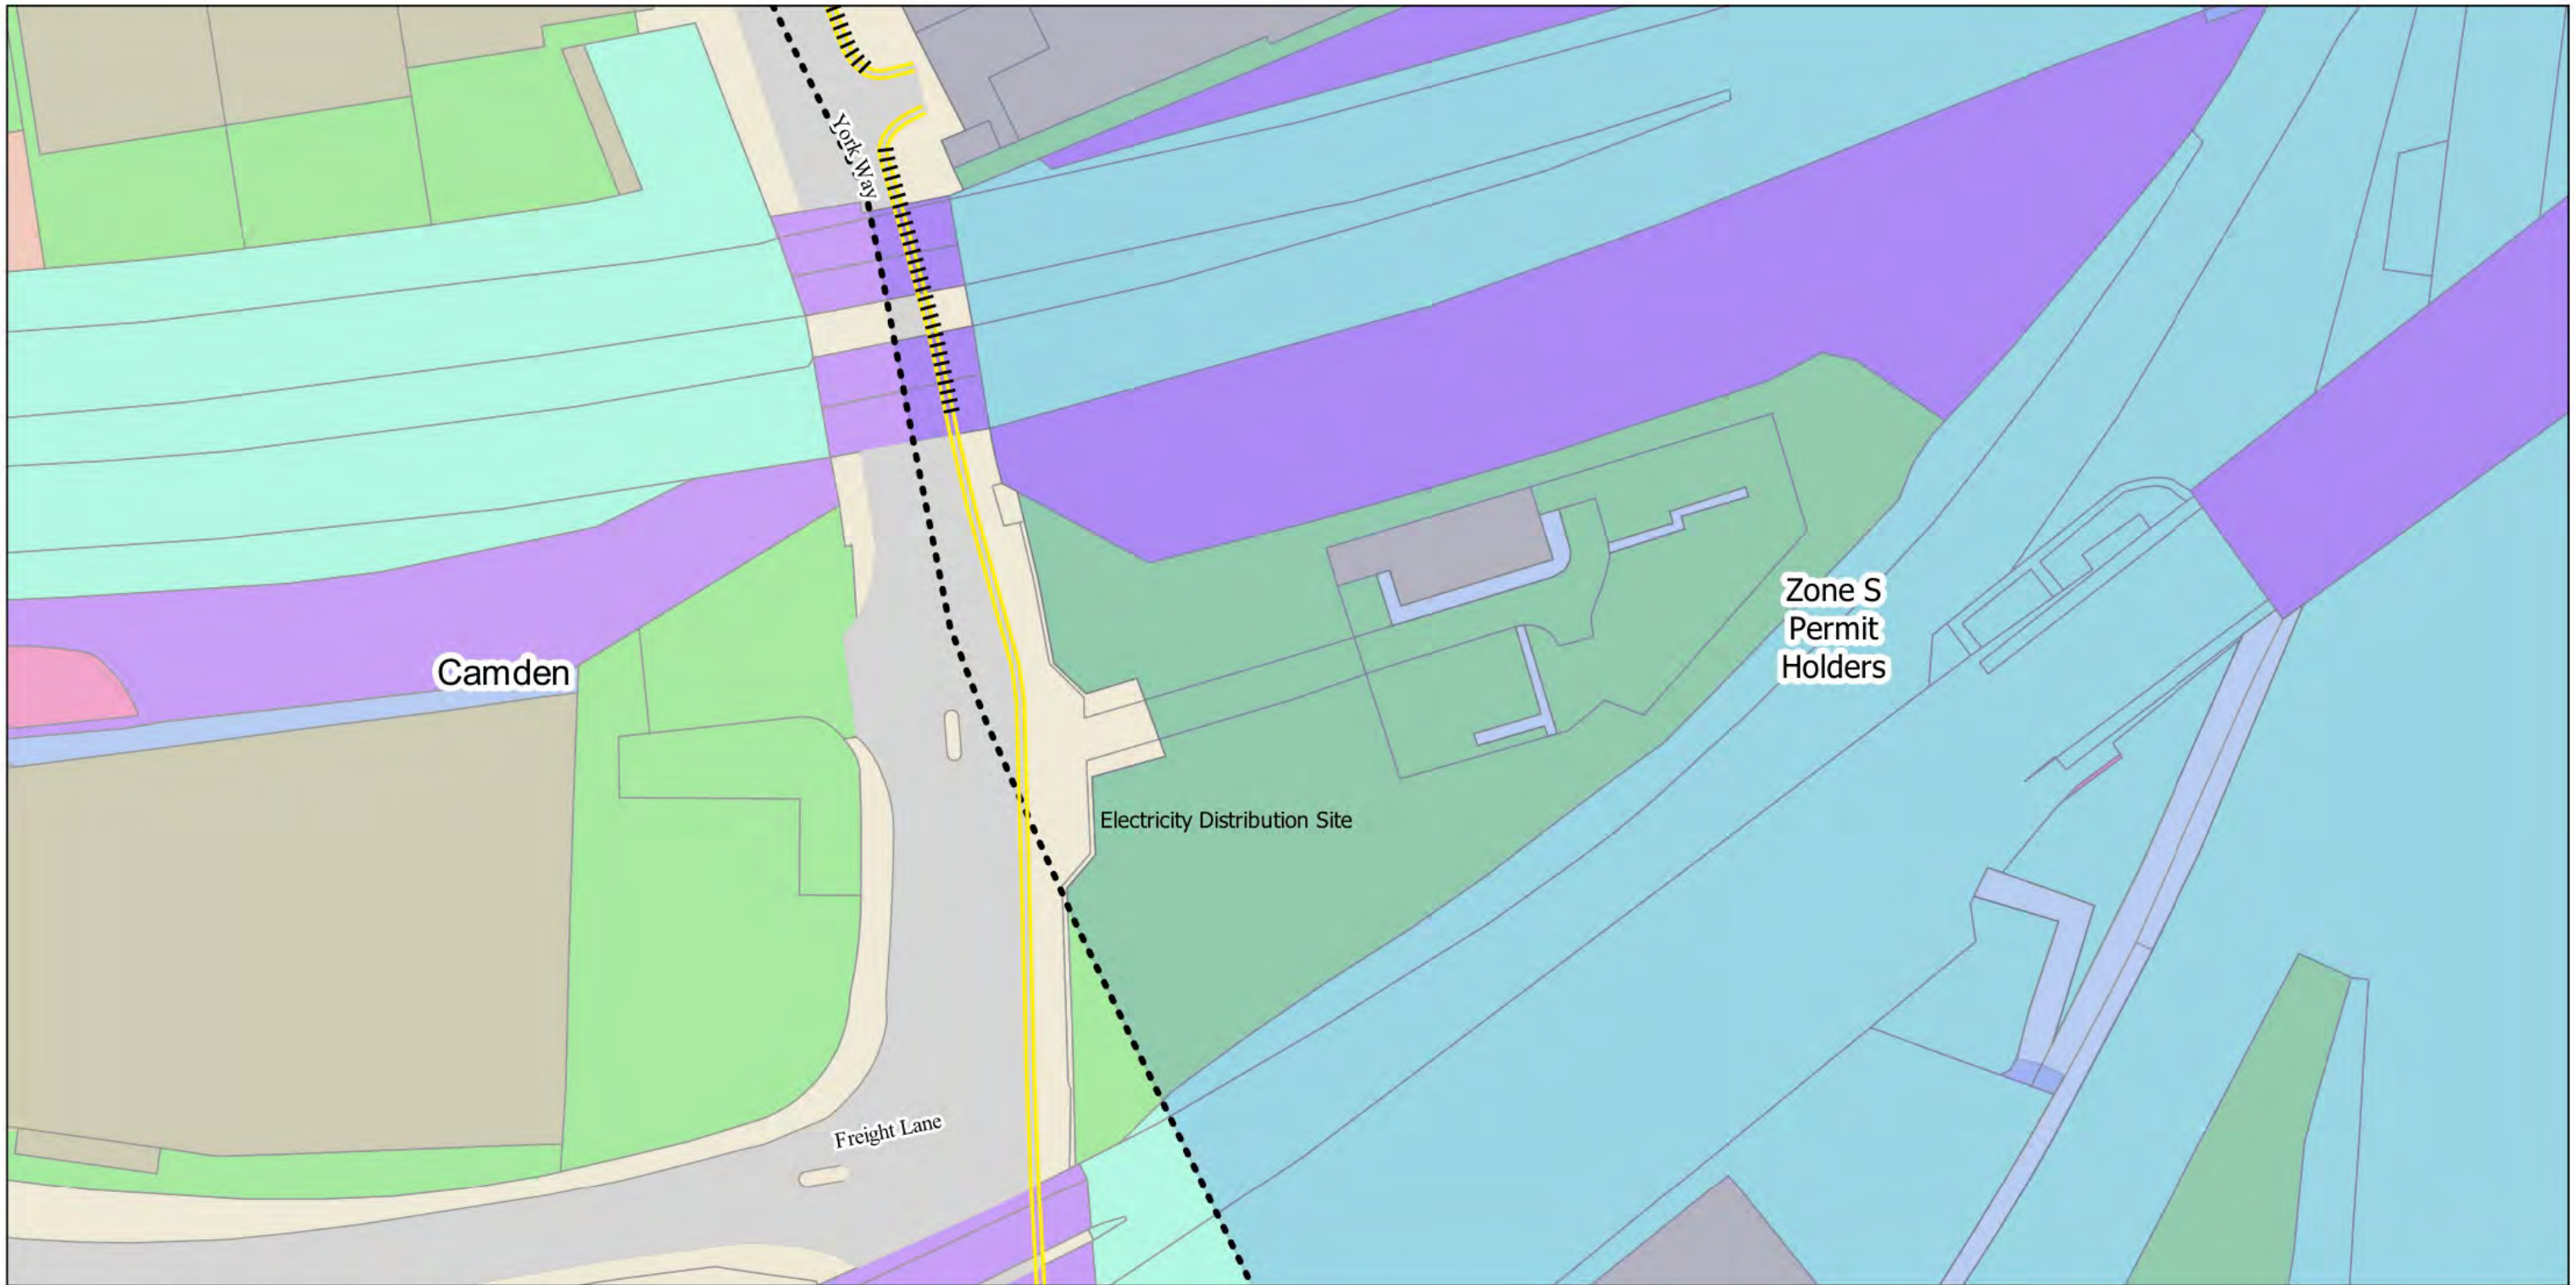 York Way
Zone S
Permit
Holders
Camden
Electricity Distribution Site
Freight Lane